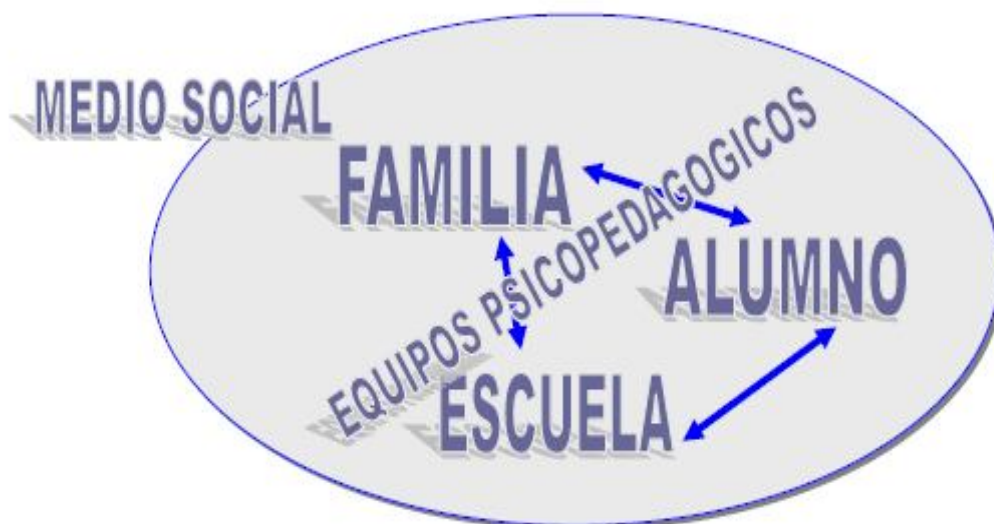 MEDIO SOCIAL
FAMILIA
EQUIPOS PSICOPEDAGOGICOS
ALUMNO
ESCUELA